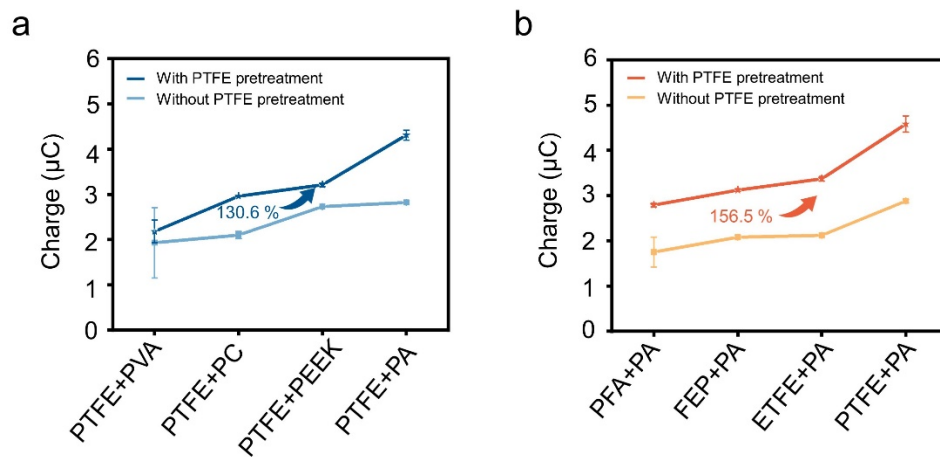 a
6
5
4
3
2
1
0
Charge (μC)
With PTFE pretreatment
Without PTFE pretreatment
130.6 %
PTFE+PVA
PTFE+PC
PTFE+PEEK
PTFE+PA
b
6
5
4
3
2
1
0
Charge (μC)
With PTFE pretreatment
Without PTFE pretreatment
156.5 %
PFA+PA
FEP+PA
ETFE+PA
PTFE+PA